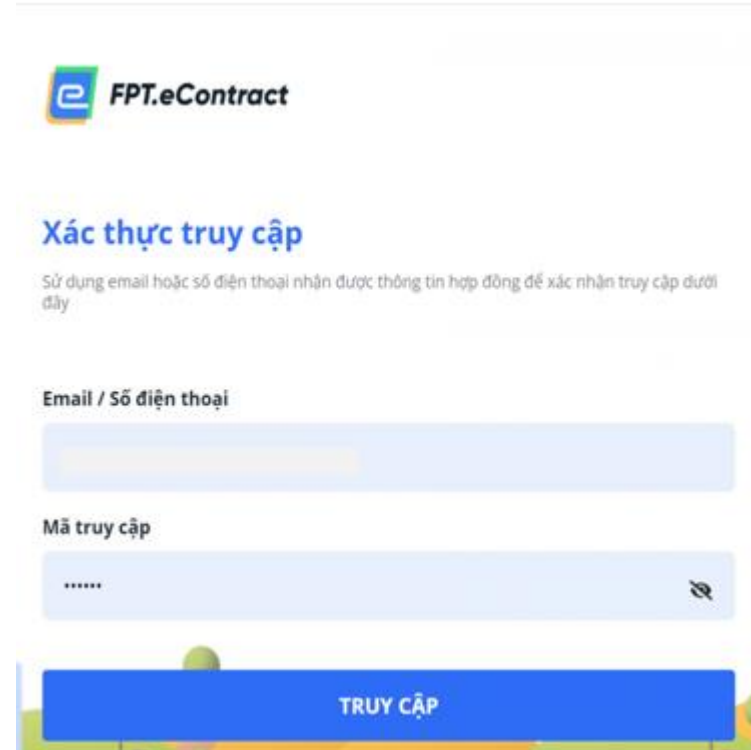 FPT.eContract
Xác thực truy cập
Sử dụng email hoặc số điện thoại nhận được thông tin hợp đồng để xác nhận truy cập dưới
đây
Email / Số điện thoại
Mã truy cập
••••••
TRUY CẬP